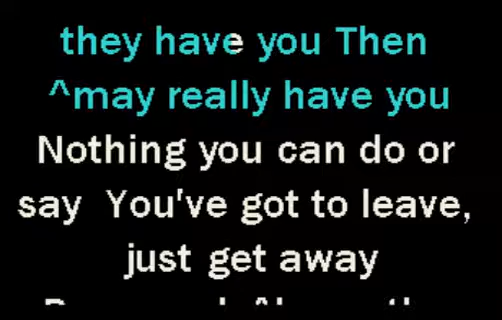 they have you Then
^may really have you
Nothing you can do or
say  You've got to leave,
just get away